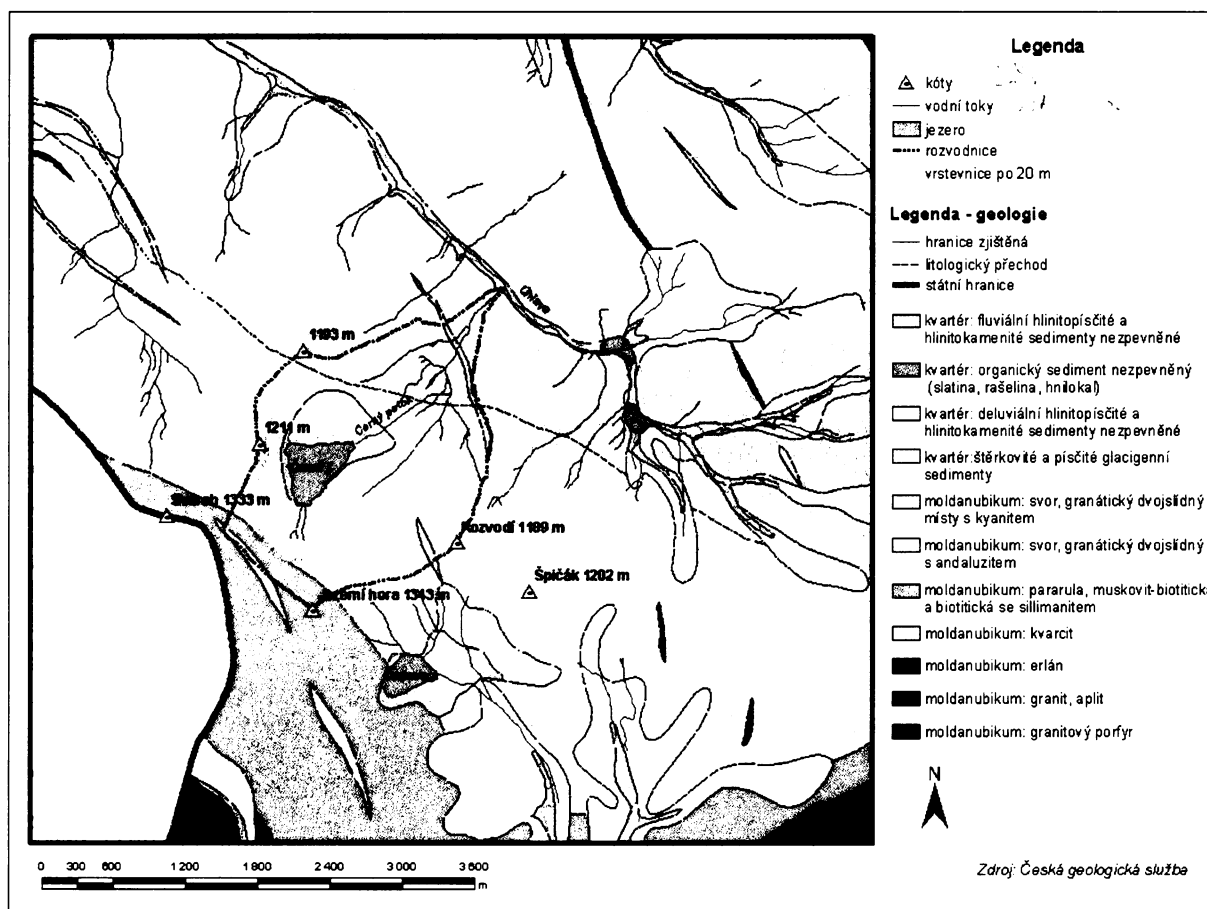 Legenda
kóty
vodní toky
jezero
rozvodnice
vrstevnice po 20 m
Legenda - geologie
hranice zjištěná
litologický přechod
státní hranice
kvartér: fluviální hlinitopísčité a
hlinitokamenité sedimenty nezpevněné
kvartér: organický sediment nezpevněný
(slatina, rašelina, hnilokal)
kvartér: deluviální hlinitopísčité a
hlinitokamenité sedimenty nezpevněné
kvartér:štěrkovité a písčité glacigenní
sedimenty
moldanubikum: svor, granátický dvojslídný
místy s kyanitem
moldanubikum: svor, granátický dvojslídný
s andaluzitem
moldanubikum: pararula, muskovit-biotitická
a biotitická se sillimanitem
moldanubikum: kvarcit
moldanubikum: erlán
moldanubikum: granit, aplit
moldanubikum: granitový porfyr
N
Zdroj: Česká geologická služba
Úhlava
1193 m
Černý potok
1211 m
1333 m
Rozvodí 1189 m
Špičák 1202 m
hora 1343 m
0 300 600 1 200 1 800 2 400 3 000 3 600
m